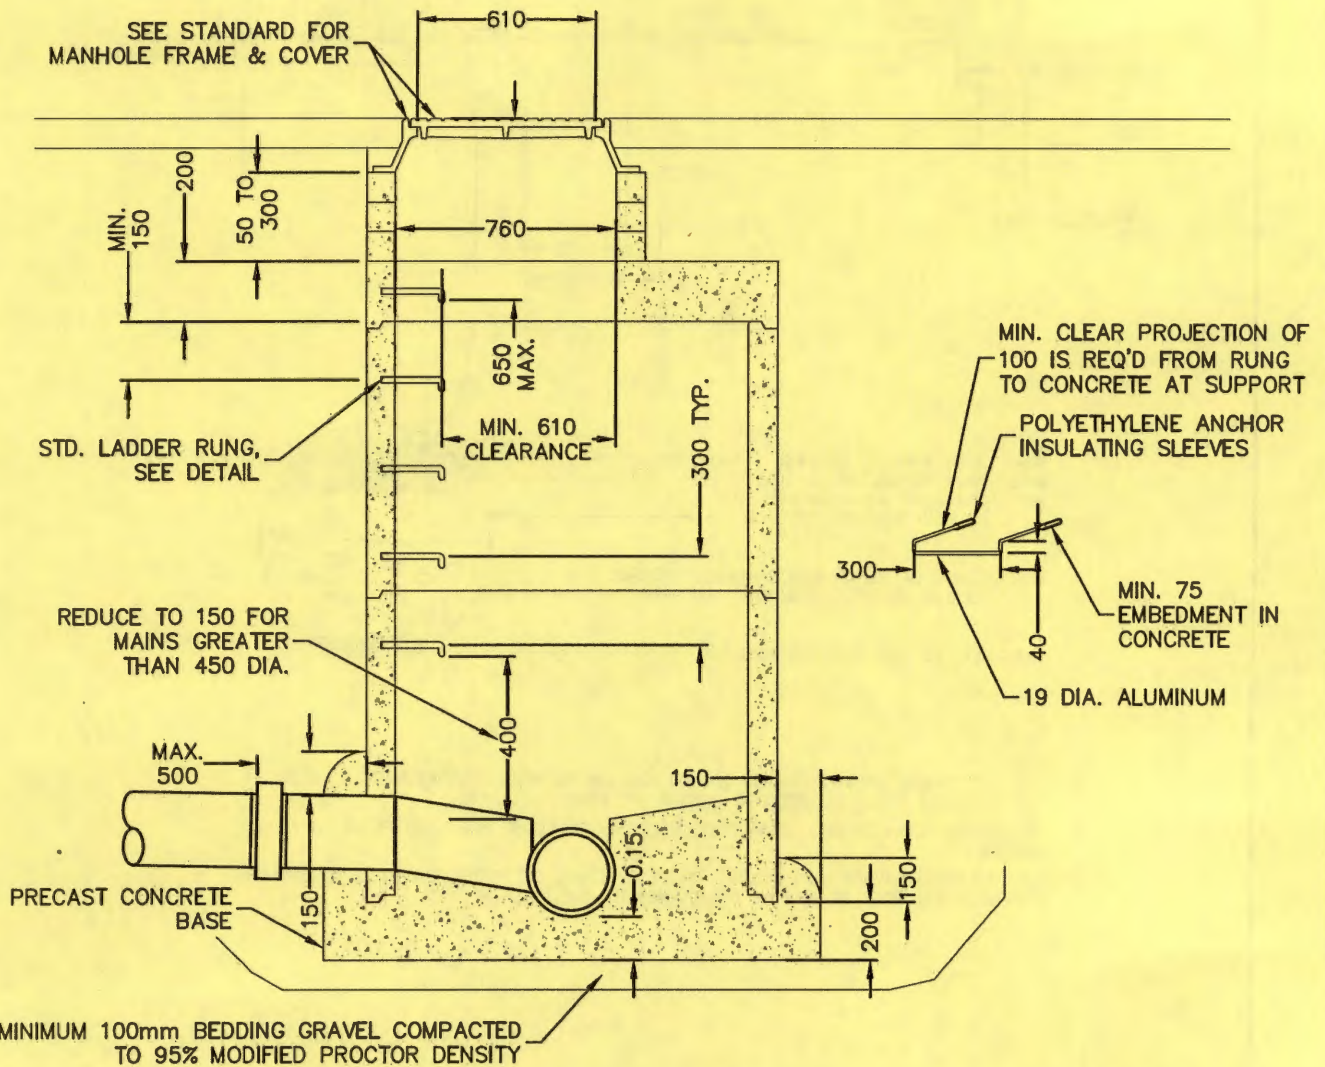 SEE STANDARD FOR
MANHOLE FRAME & COVER
610
MIN.
150
200
50 TO
300
760
650
MAX.
STD. LADDER RUNG,
SEE DETAIL
MIN. 610
CLEARANCE
300 TYP.
MIN. CLEAR PROJECTION OF
100 IS REQ'D FROM RUNG
TO CONCRETE AT SUPPORT
POLYETHYLENE ANCHOR
INSULATING SLEEVES
300
MIN. 75
EMBEDMENT IN
CONCRETE
40
19 DIA. ALUMINUM
REDUCE TO 150 FOR
MAINS GREATER
THAN 450 DIA.
400
MAX.
500
150
0.15
150
PRECAST CONCRETE
BASE
150
200
MINIMUM 100mm BEDDING GRAVEL COMPACTED
TO 95% MODIFIED PROCTOR DENSITY